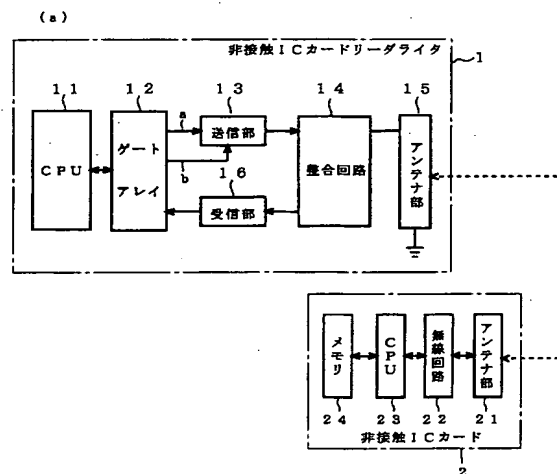 (a)
非接触ICカードリーダライタ
1
11
12
13
14
15
a
送信部
CPU
ゲート
アレイ
b
整合回路
アンテナ部
16
受信部
メモリ
CPU
無線回路
アンテナ部
24
23
22
21
非接触ICカード
2